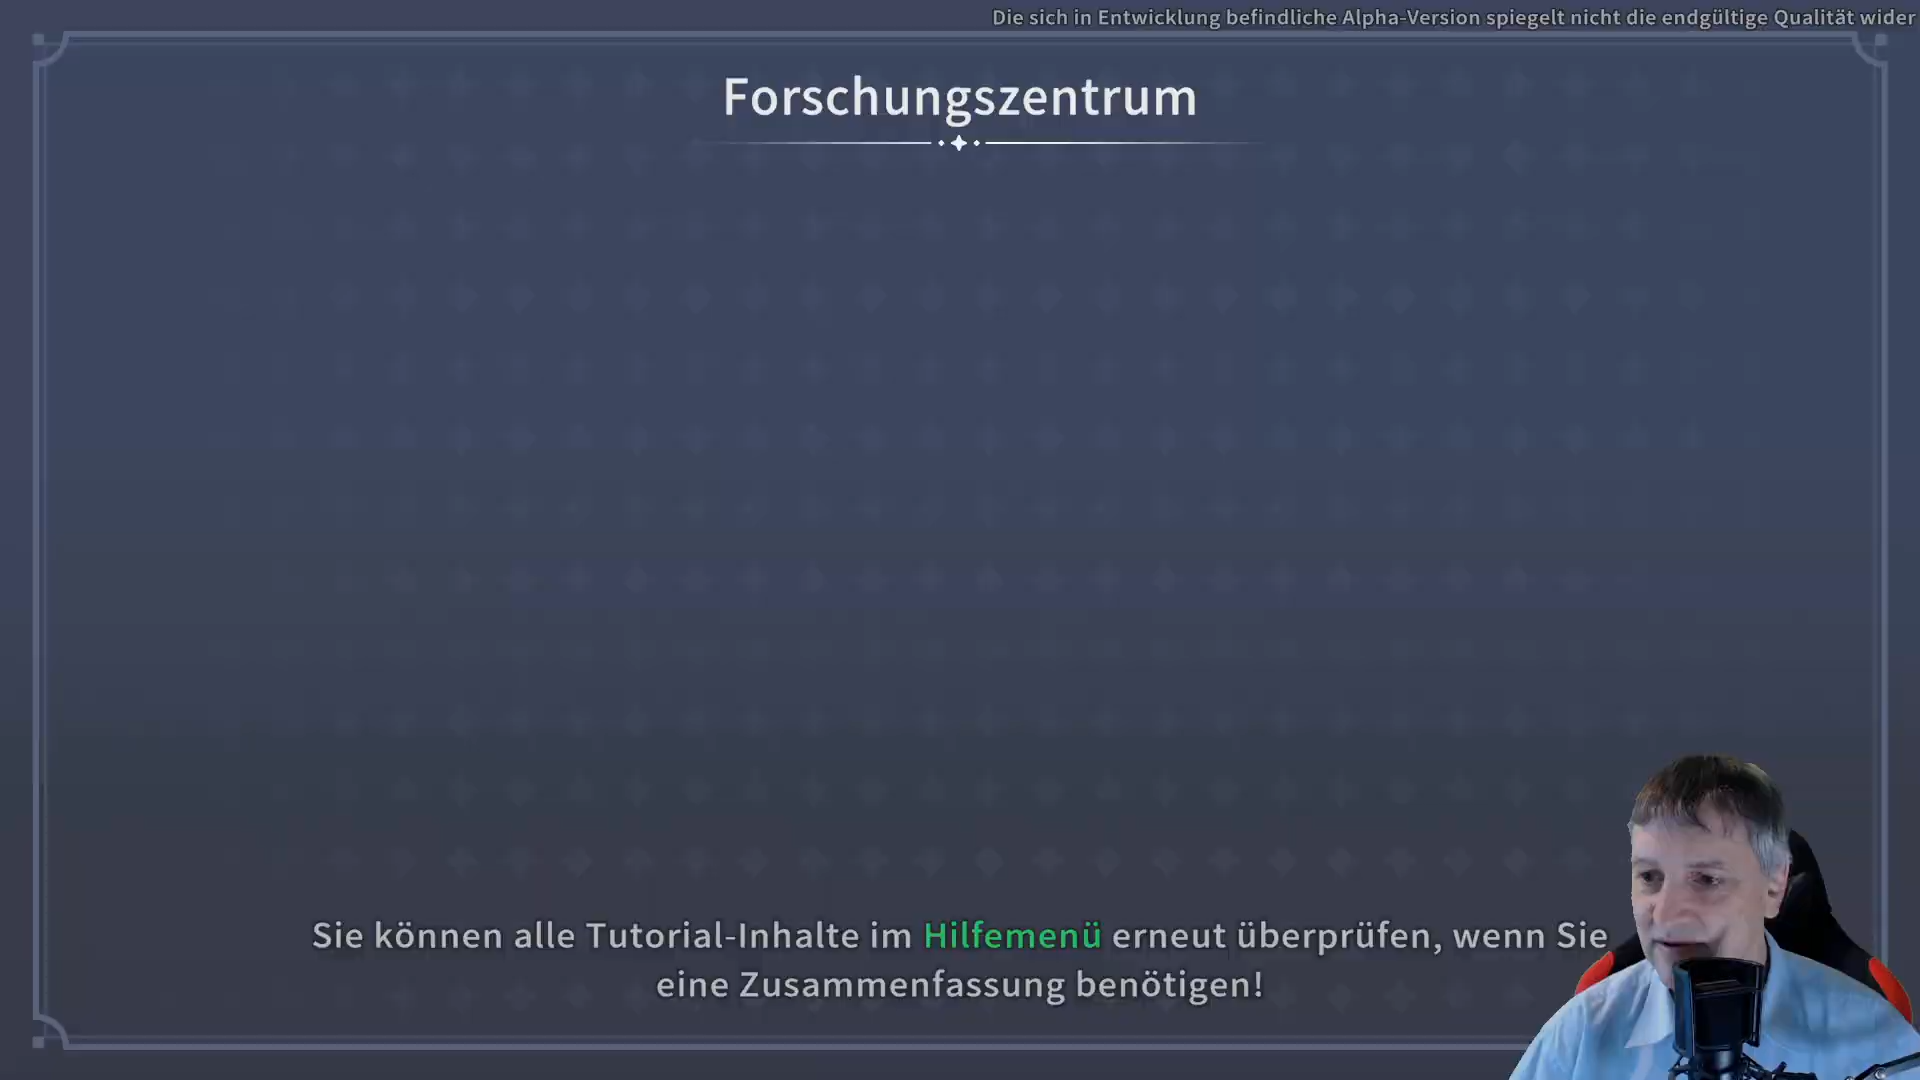 Die sich in Entwicklung befindliche Alpha-Version spiegelt nicht die endgültige Qualität wider
Forschungszentrum
Sie können alle Tutorial-Inhalte im Hilfemenü erneut überprüfen, wenn Sie
eine Zusammenfassung benötigen!